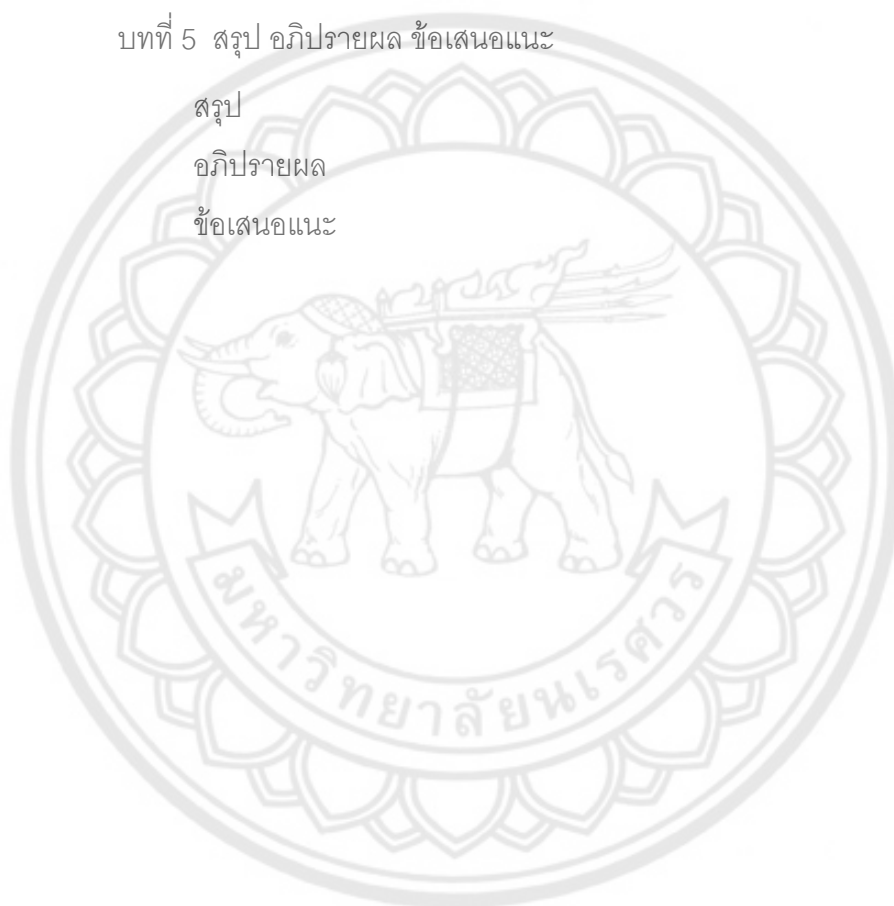 บทที่ 5 สรุป อภิปรายผล ข้อเสนอแนะ
สรุป
อภิปรายผล
ข้อเสนอแนะ
มหาวิทยาลัยนเรศวร